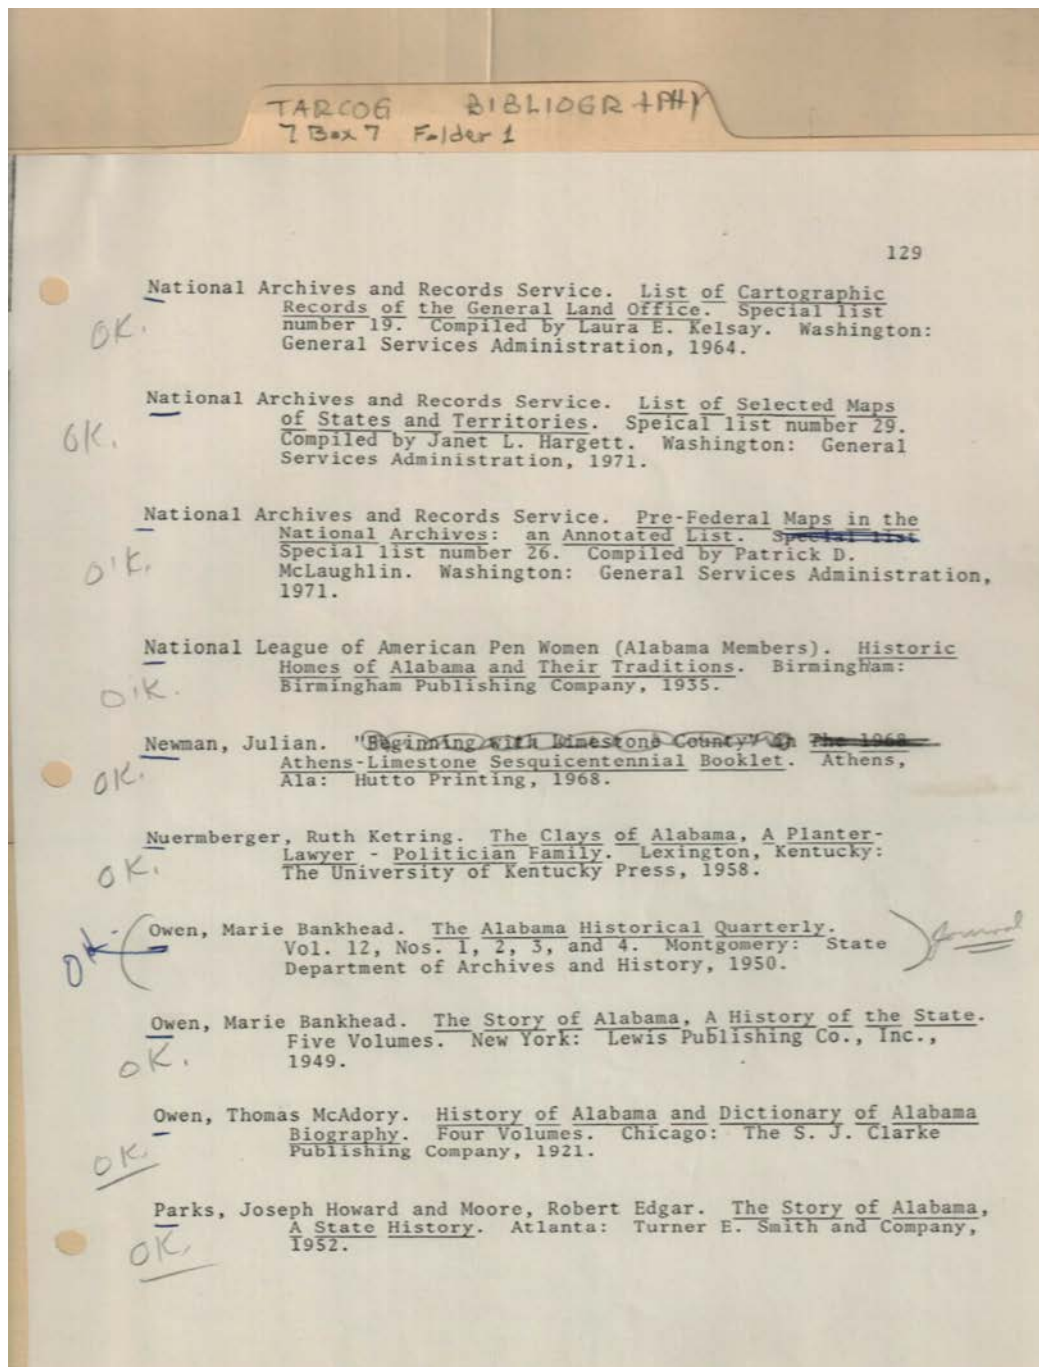 TARCOG BIBLIOGRAPHY
7 Box 7 Folder 1
129
National Archives and Records Service. List of Cartographic
Records of the General Land Office. Special list
number 19. Compiled by Laura E. Kelsay. Washington:
General Services Administration, 1964.
OK.
National Archives and Records Service. List of Selected Maps
of States and Territories. Speical list number 29.
Compiled by Janet L. Hargett. Washington: General
Services Administration, 1971.
OK.
National Archives and Records Service. Pre-Federal Maps in the
National Archives: an Annotated List. Special list
Special list number 26. Compiled by Patrick D.
McLaughlin. Washington: General Services Administration,
1971.
O'K.
National League of American Pen Women (Alabama Members). Historic
Homes of Alabama and Their Traditions. Birmingham:
Birmingham Publishing Company, 1935.
O'K.
Newman, Julian. "Beginning with Limestone County" in The 1968
Athens-Limestone Sesquicentennial Booklet. Athens,
Ala: Hutto Printing, 1968.
OK.
Nuermberger, Ruth Ketring. The Clays of Alabama, A Planter-
Lawyer - Politician Family. Lexington, Kentucky:
The University of Kentucky Press, 1958.
OK.
Owen, Marie Bankhead. The Alabama Historical Quarterly.
Vol. 12, Nos. 1, 2, 3, and 4. Montgomery: State
Department of Archives and History, 1950.
OK
Journal
Owen, Marie Bankhead. The Story of Alabama, A History of the State.
Five Volumes. New York: Lewis Publishing Co., Inc.,
1949.
OK.
Owen, Thomas McAdory. History of Alabama and Dictionary of Alabama
Biography. Four Volumes. Chicago: The S. J. Clarke
Publishing Company, 1921.
OK.
Parks, Joseph Howard and Moore, Robert Edgar. The Story of Alabama,
A State History. Atlanta: Turner E. Smith and Company,
1952.
OK.